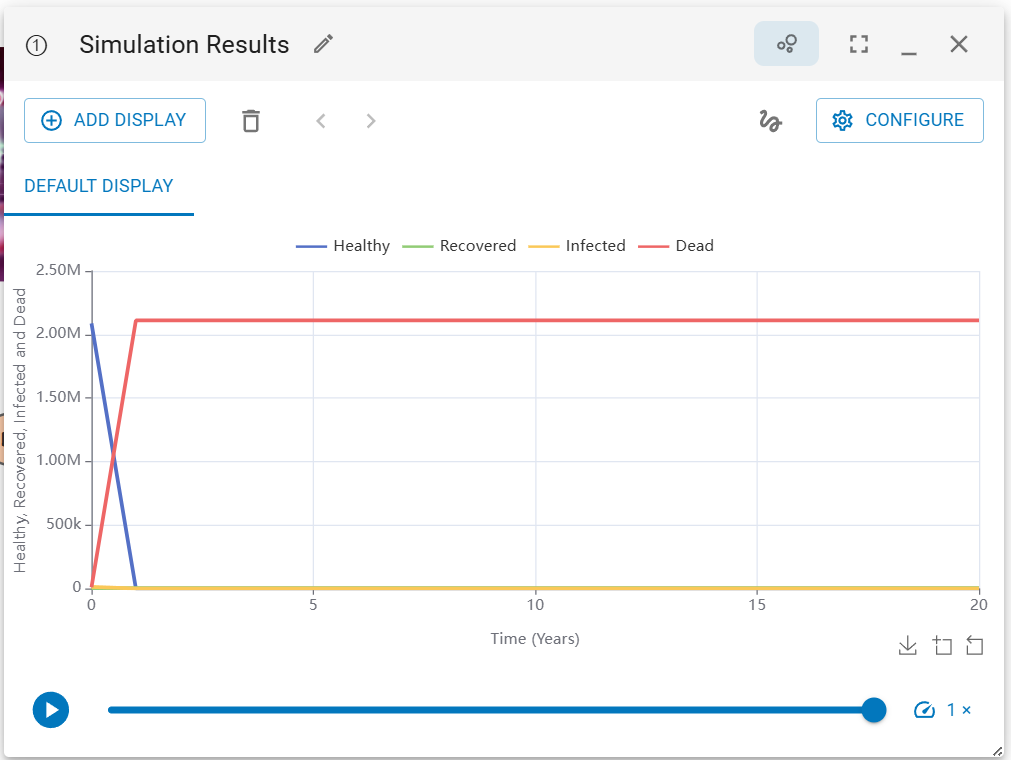 1 Simulation Results
ADD DISPLAY
CONFIGURE
DEFAULT DISPLAY
Healthy Recovered Infected Dead
Healthy, Recovered, Infected and Dead
2.50M
2.00M
1.50M
1.00M
500k
0
0 5 10 15 20
Time (Years)
1 ×